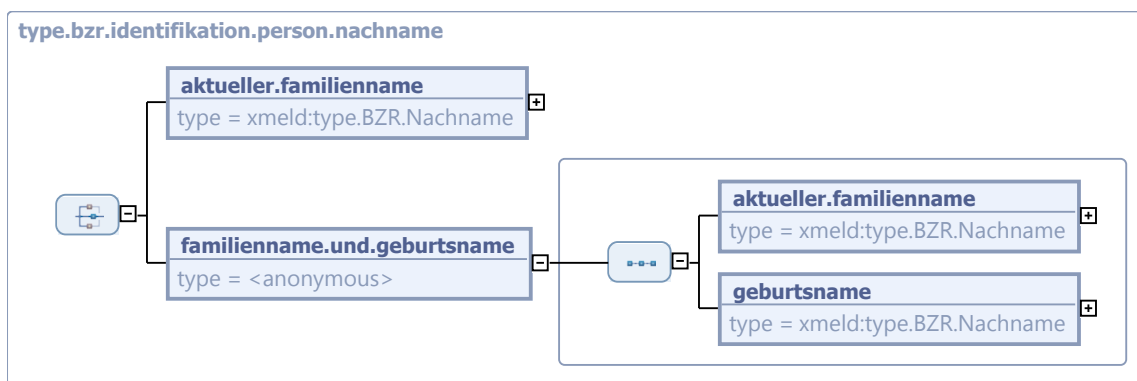 type.bzr.identifikation.person.nachname
aktueller.familienname
type = xmeld:type.BZR.Nachname
familienname.und.geburtsname
type = <anonymous>
aktueller.familienname
type = xmeld:type.BZR.Nachname
geburtsname
type = xmeld:type.BZR.Nachname